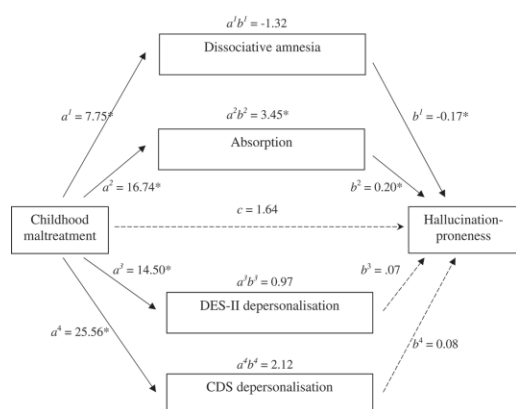 a¹b¹ = -1.32
Dissociative amnesia
a¹ = 7.75*
b¹ = -0.17*
a²b² = 3.45*
Absorption
a² = 16.74*
b² = 0.20*
Childhood
maltreatment
c = 1.64
Hallucination-
proneness
a³ = 14.50*
a³b³ = 0.97
b³ = .07
DES-II depersonalisation
a⁴ = 25.56*
b⁴ = 0.08
a⁴b⁴ = 2.12
CDS depersonalisation